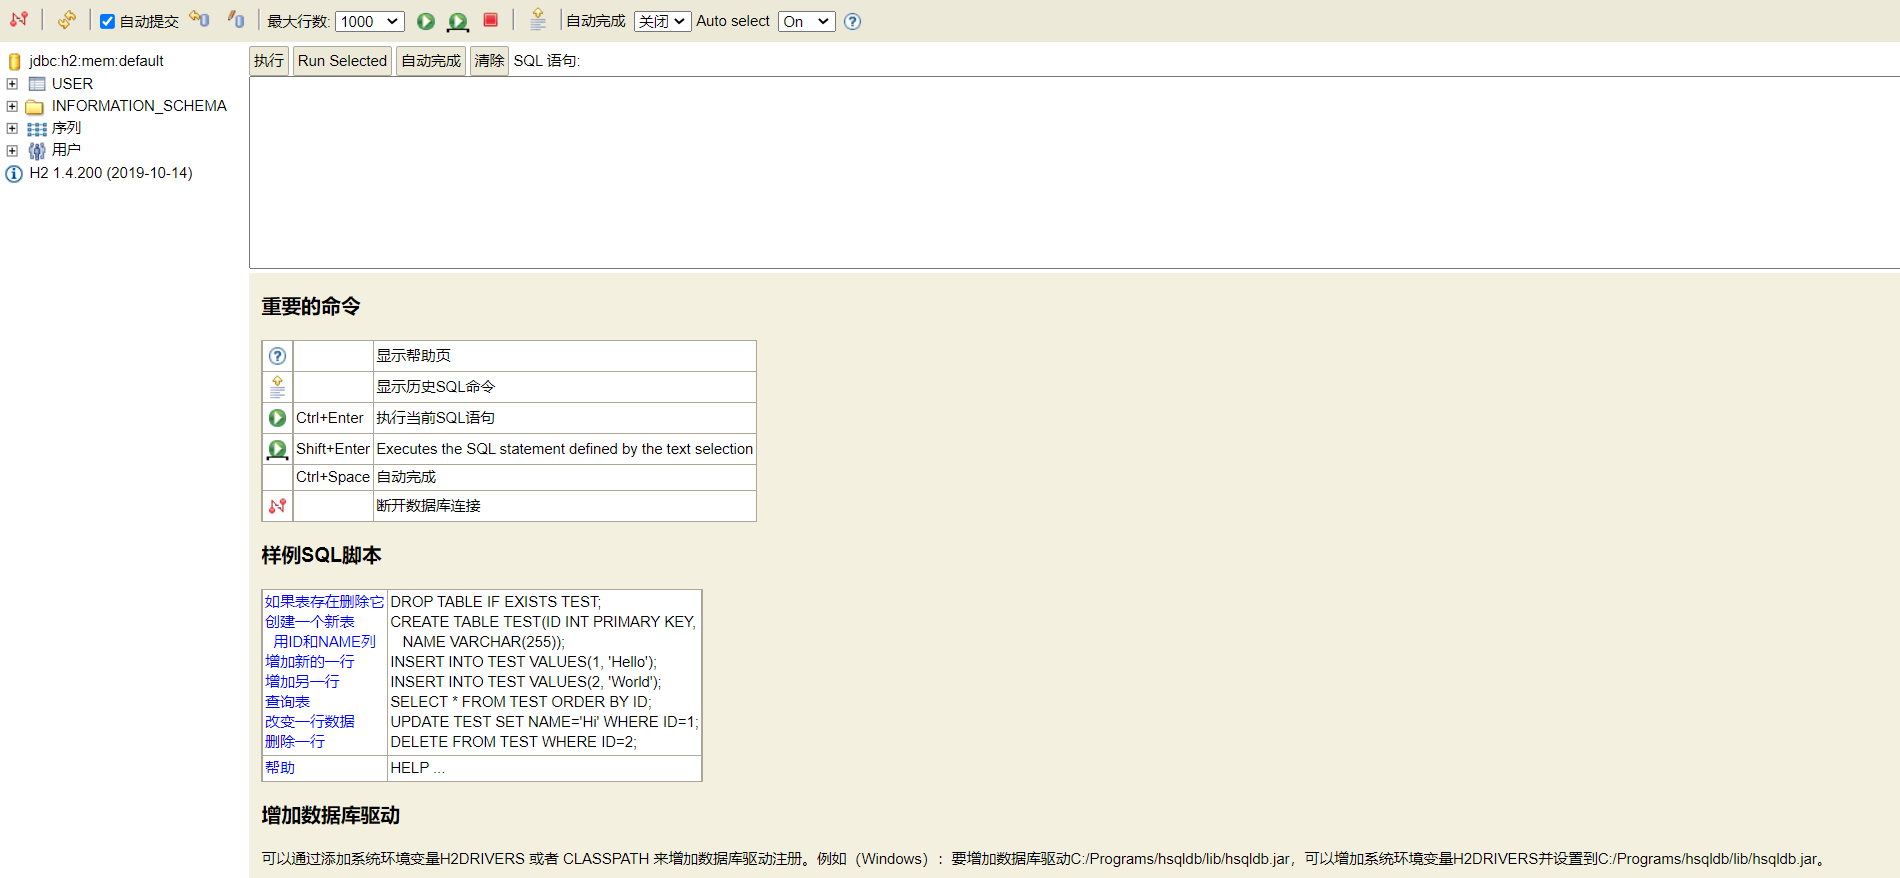 自动提交 最大行数: 1000 自动完成 关闭 Auto select On
jdbc:h2:mem:default
USER
INFORMATION_SCHEMA
序列
用户
H2 1.4.200 (2019-10-14)
执行 Run Selected 自动完成 清除 SQL 语句:
重要的命令
显示帮助页
显示历史SQL命令
Ctrl+Enter 执行当前SQL语句
Shift+Enter Executes the SQL statement defined by the text selection
Ctrl+Space 自动完成
断开数据库连接
样例SQL脚本
如果表存在删除它 DROP TABLE IF EXISTS TEST;
创建一个新表 CREATE TABLE TEST(ID INT PRIMARY KEY,
用ID和NAME列 NAME VARCHAR(255));
增加新的一行 INSERT INTO TEST VALUES(1, 'Hello');
增加另一行 INSERT INTO TEST VALUES(2, 'World');
查询表 SELECT * FROM TEST ORDER BY ID;
改变一行数据 UPDATE TEST SET NAME='Hi' WHERE ID=1;
删除一行 DELETE FROM TEST WHERE ID=2;
帮助 HELP ...
增加数据库驱动
可以通过添加系统环境变量H2DRIVERS 或者 CLASSPATH 来增加数据库驱动注册。例如（Windows）：要增加数据库驱动C:/Programs/hsqldb/lib/hsqldb.jar，可以增加系统环境变量H2DRIVERS并设置到C:/Programs/hsqldb/lib/hsqldb.jar。